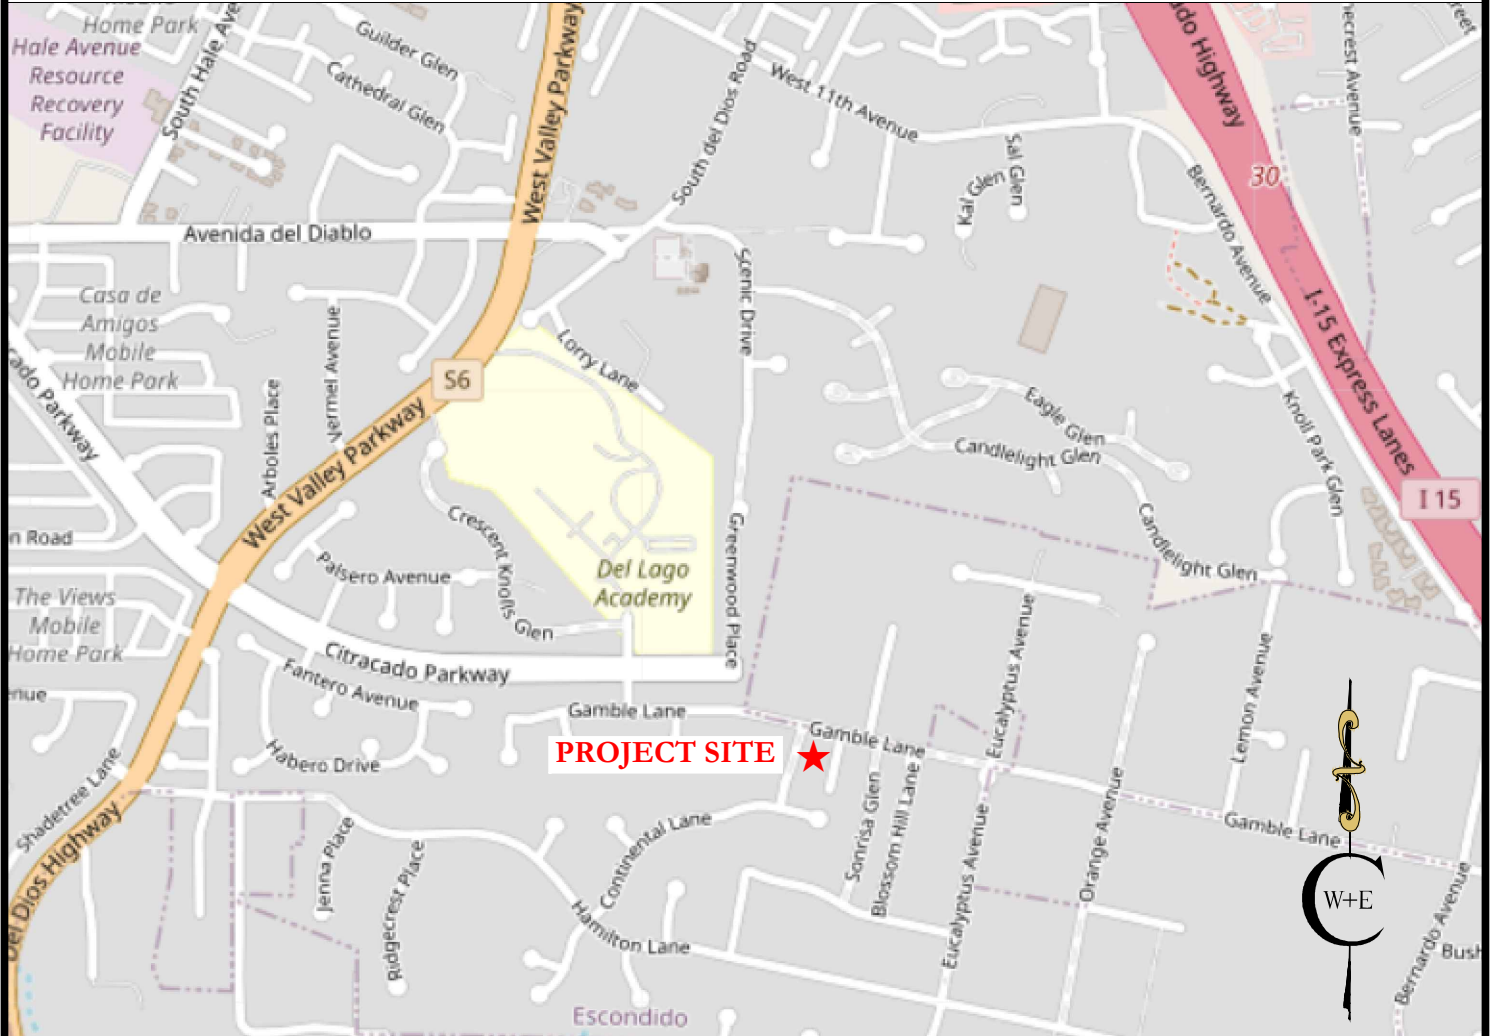 Home Park
Hale Avenue
Resource
Recovery
Facility
South Hale Ave
Guilder Glen
Cathedral Glen
West Valley Parkway
South del Dios Road
West 11th Avenue
Highway
Avenue
Sal Glen
Kal Glen
30
Bernardo Avenue
Avenida del Diablo
Casa de
Amigos
Mobile
Home Park
Parkway
Arboles Place
Vermel Avenue
S6
West Valley Parkway
Lorry Lane
Scenic Drive
I-15 Express Lanes
I 15
Eagle Glen
Candlelight Glen
Knoll Park Glen
Candlelight Glen
Road
Crescent Knolls Glen
Palsero Avenue
Del Lago
Academy
Greenwood Place
The Views
Mobile
Home Park
Citracado Parkway
Fantero Avenue
Habero Drive
Gamble Lane
PROJECT SITE
Gamble Lane
Eucalyptus Avenue
Lemon Avenue
Shadetree Lane
Del Dios Highway
Jenna Place
Ridgecrest Place
Continental Lane
Hamilton Lane
Sonrisa Glen
Blossom Hill Lane
Eucalyptus Avenue
Orange Avenue
Gamble Lane
Bernardo Avenue
Bush
C
W+E
Escondido